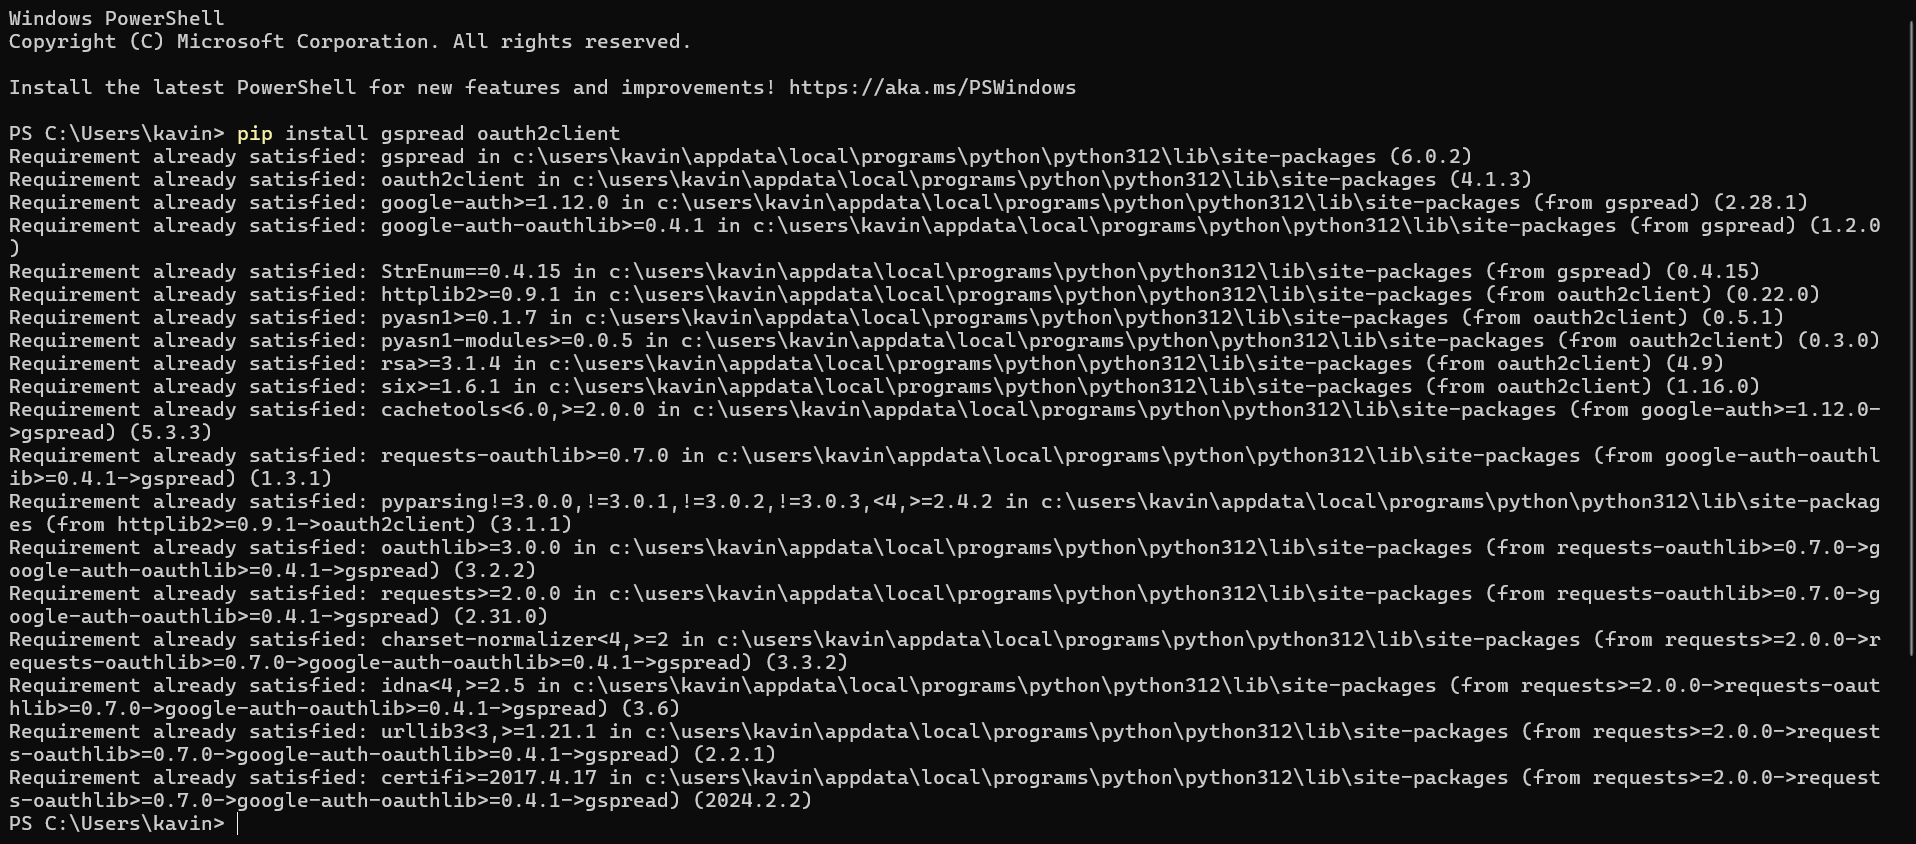 Windows PowerShell
Copyright (C) Microsoft Corporation. All rights reserved.
Install the latest PowerShell for new features and improvements! https://aka.ms/PSWindows
PS C:\Users\kavin> pip install gspread oauth2client
Requirement already satisfied: gspread in c:\users\kavin\appdata\local\programs\python\python312\lib\site-packages (6.0.2)
Requirement already satisfied: oauth2client in c:\users\kavin\appdata\local\programs\python\python312\lib\site-packages (4.1.3)
Requirement already satisfied: google-auth>=1.12.0 in c:\users\kavin\appdata\local\programs\python\python312\lib\site-packages (from gspread) (2.28.1)
Requirement already satisfied: google-auth-oauthlib>=0.4.1 in c:\users\kavin\appdata\local\programs\python\python312\lib\site-packages (from gspread) (1.2.0
)
Requirement already satisfied: StrEnum==0.4.15 in c:\users\kavin\appdata\local\programs\python\python312\lib\site-packages (from gspread) (0.4.15)
Requirement already satisfied: httplib2>=0.9.1 in c:\users\kavin\appdata\local\programs\python\python312\lib\site-packages (from oauth2client) (0.22.0)
Requirement already satisfied: pyasn1>=0.1.7 in c:\users\kavin\appdata\local\programs\python\python312\lib\site-packages (from oauth2client) (0.5.1)
Requirement already satisfied: pyasn1-modules>=0.0.5 in c:\users\kavin\appdata\local\programs\python\python312\lib\site-packages (from oauth2client) (0.3.0)
Requirement already satisfied: rsa>=3.1.4 in c:\users\kavin\appdata\local\programs\python\python312\lib\site-packages (from oauth2client) (4.9)
Requirement already satisfied: six>=1.6.1 in c:\users\kavin\appdata\local\programs\python\python312\lib\site-packages (from oauth2client) (1.16.0)
Requirement already satisfied: cachetools<6.0,>=2.0.0 in c:\users\kavin\appdata\local\programs\python\python312\lib\site-packages (from google-auth>=1.12.0-
>gspread) (5.3.3)
Requirement already satisfied: requests-oauthlib>=0.7.0 in c:\users\kavin\appdata\local\programs\python\python312\lib\site-packages (from google-auth-oauthl
ib>=0.4.1->gspread) (1.3.1)
Requirement already satisfied: pyparsing!=3.0.0,!=3.0.1,!=3.0.2,!=3.0.3,<4,>=2.4.2 in c:\users\kavin\appdata\local\programs\python\python312\lib\site-packag
es (from httplib2>=0.9.1->oauth2client) (3.1.1)
Requirement already satisfied: oauthlib>=3.0.0 in c:\users\kavin\appdata\local\programs\python\python312\lib\site-packages (from requests-oauthlib>=0.7.0->g
oogle-auth-oauthlib>=0.4.1->gspread) (3.2.2)
Requirement already satisfied: requests>=2.0.0 in c:\users\kavin\appdata\local\programs\python\python312\lib\site-packages (from requests-oauthlib>=0.7.0->g
oogle-auth-oauthlib>=0.4.1->gspread) (2.31.0)
Requirement already satisfied: charset-normalizer<4,>=2 in c:\users\kavin\appdata\local\programs\python\python312\lib\site-packages (from requests>=2.0.0->r
equests-oauthlib>=0.7.0->google-auth-oauthlib>=0.4.1->gspread) (3.3.2)
Requirement already satisfied: idna<4,>=2.5 in c:\users\kavin\appdata\local\programs\python\python312\lib\site-packages (from requests>=2.0.0->requests-oaut
hlib>=0.7.0->google-auth-oauthlib>=0.4.1->gspread) (3.6)
Requirement already satisfied: urllib3<3,>=1.21.1 in c:\users\kavin\appdata\local\programs\python\python312\lib\site-packages (from requests>=2.0.0->request
s-oauthlib>=0.7.0->google-auth-oauthlib>=0.4.1->gspread) (2.2.1)
Requirement already satisfied: certifi>=2017.4.17 in c:\users\kavin\appdata\local\programs\python\python312\lib\site-packages (from requests>=2.0.0->request
s-oauthlib>=0.7.0->google-auth-oauthlib>=0.4.1->gspread) (2024.2.2)
PS C:\Users\kavin>